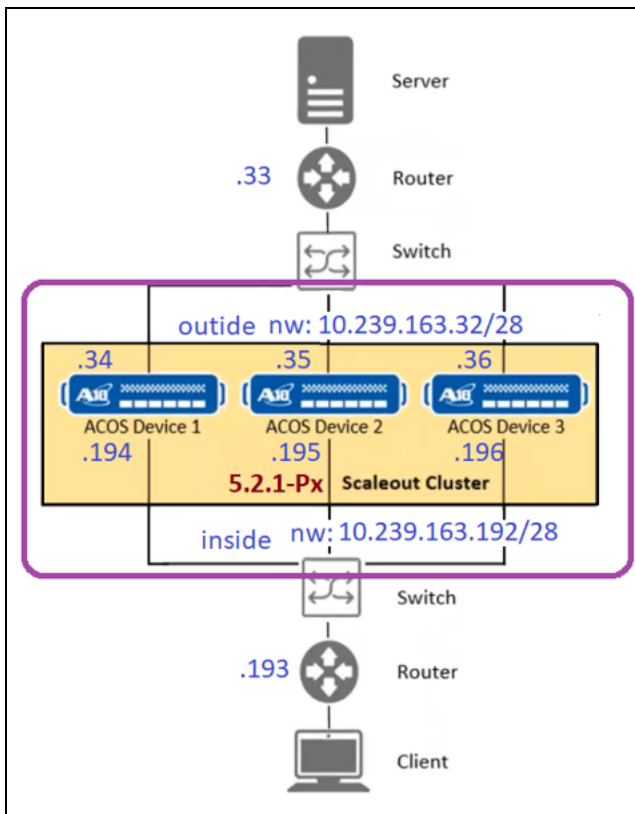 Server
.33
Router
Switch
outide nw: 10.239.163.32/28
.34 .35 .36
A10 A10 A10
ACOS Device 1 ACOS Device 2 ACOS Device 3
.194 .195 .196
5.2.1-Px Scaleout Cluster
inside nw: 10.239.163.192/28
Switch
.193
Router
Client